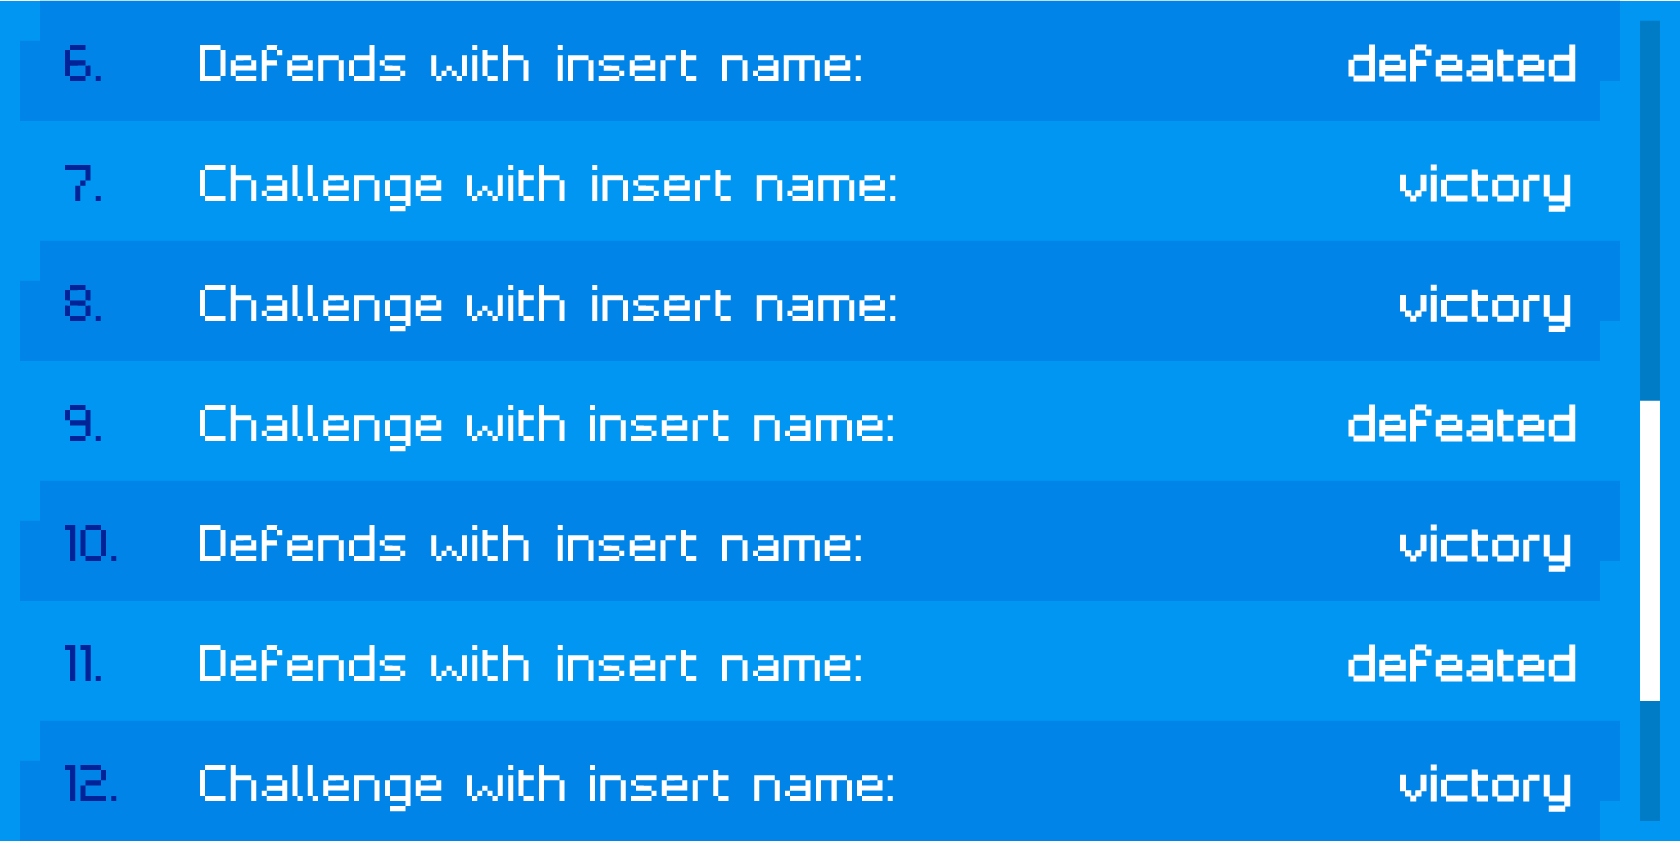 6. Defends with insert name: defeated
7. Challenge with insert name: victory
8. Challenge with insert name: victory
9. Challenge with insert name: defeated
10. Defends with insert name: victory
11. Defends with insert name: defeated
12. Challenge with insert name: victory